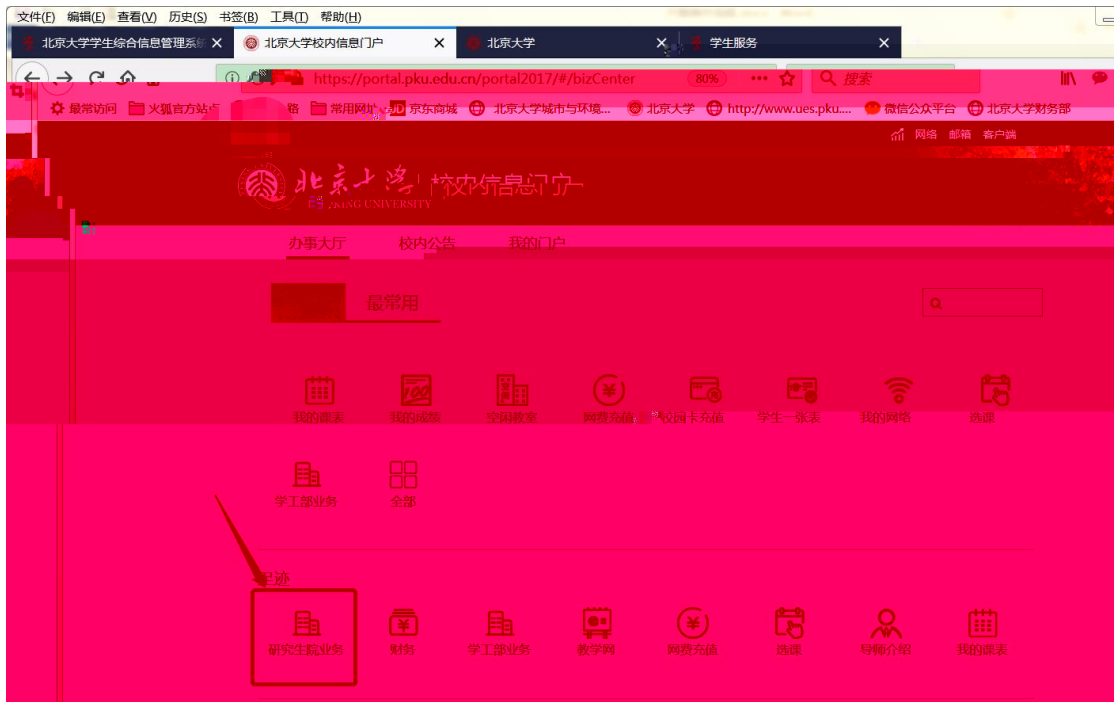 文件(F) 编辑(E) 查看(V) 历史(S) 书签(B) 工具(T) 帮助(H)
北京大学学生综合信息管理系统 北京大学校内信息门户 北京大学 学生服务
https://portal.pku.edu.cn/portal2017/#/bizCenter 80% 搜索
最常访问 火狐官方站点 常用网址 JD 京东商城 北京大学城市与环境... 北京大学 http://www.ues.pku.... 微信公众平台 北京大学财务部
网络 邮箱 客户端
北京大学 校内信息门户
UNIVERSITY
办事大厅 校内公告 我的门户
最常用
我的课表 我的成绩 空闲教室 网费充值 校园卡充值 学生一张表 我的网络 选课
学工部业务 全部
足迹
研究生院业务 财务 学工部业务 教学网 网费充值 选课 导师介绍 我的课表